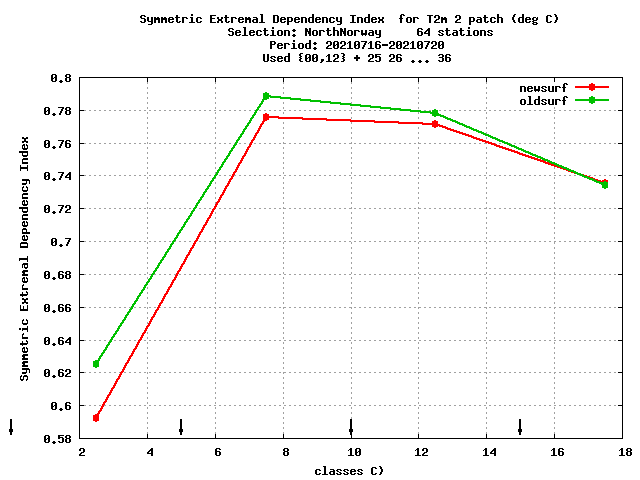 Symmetric Extremal Dependency Index  for T2m 2 patch (deg C)
Selection: NorthNorway     64 stations
Period: 20210716-20210720
Used {00,12} + 25 26 ... 36
newsurf
oldsurf
Symmetric Extremal Dependency Index
0.8
0.78
0.76
0.74
0.72
0.7
0.68
0.66
0.64
0.62
0.6
0.58
2 4 6 8 10 12 14 16 18
classes C)